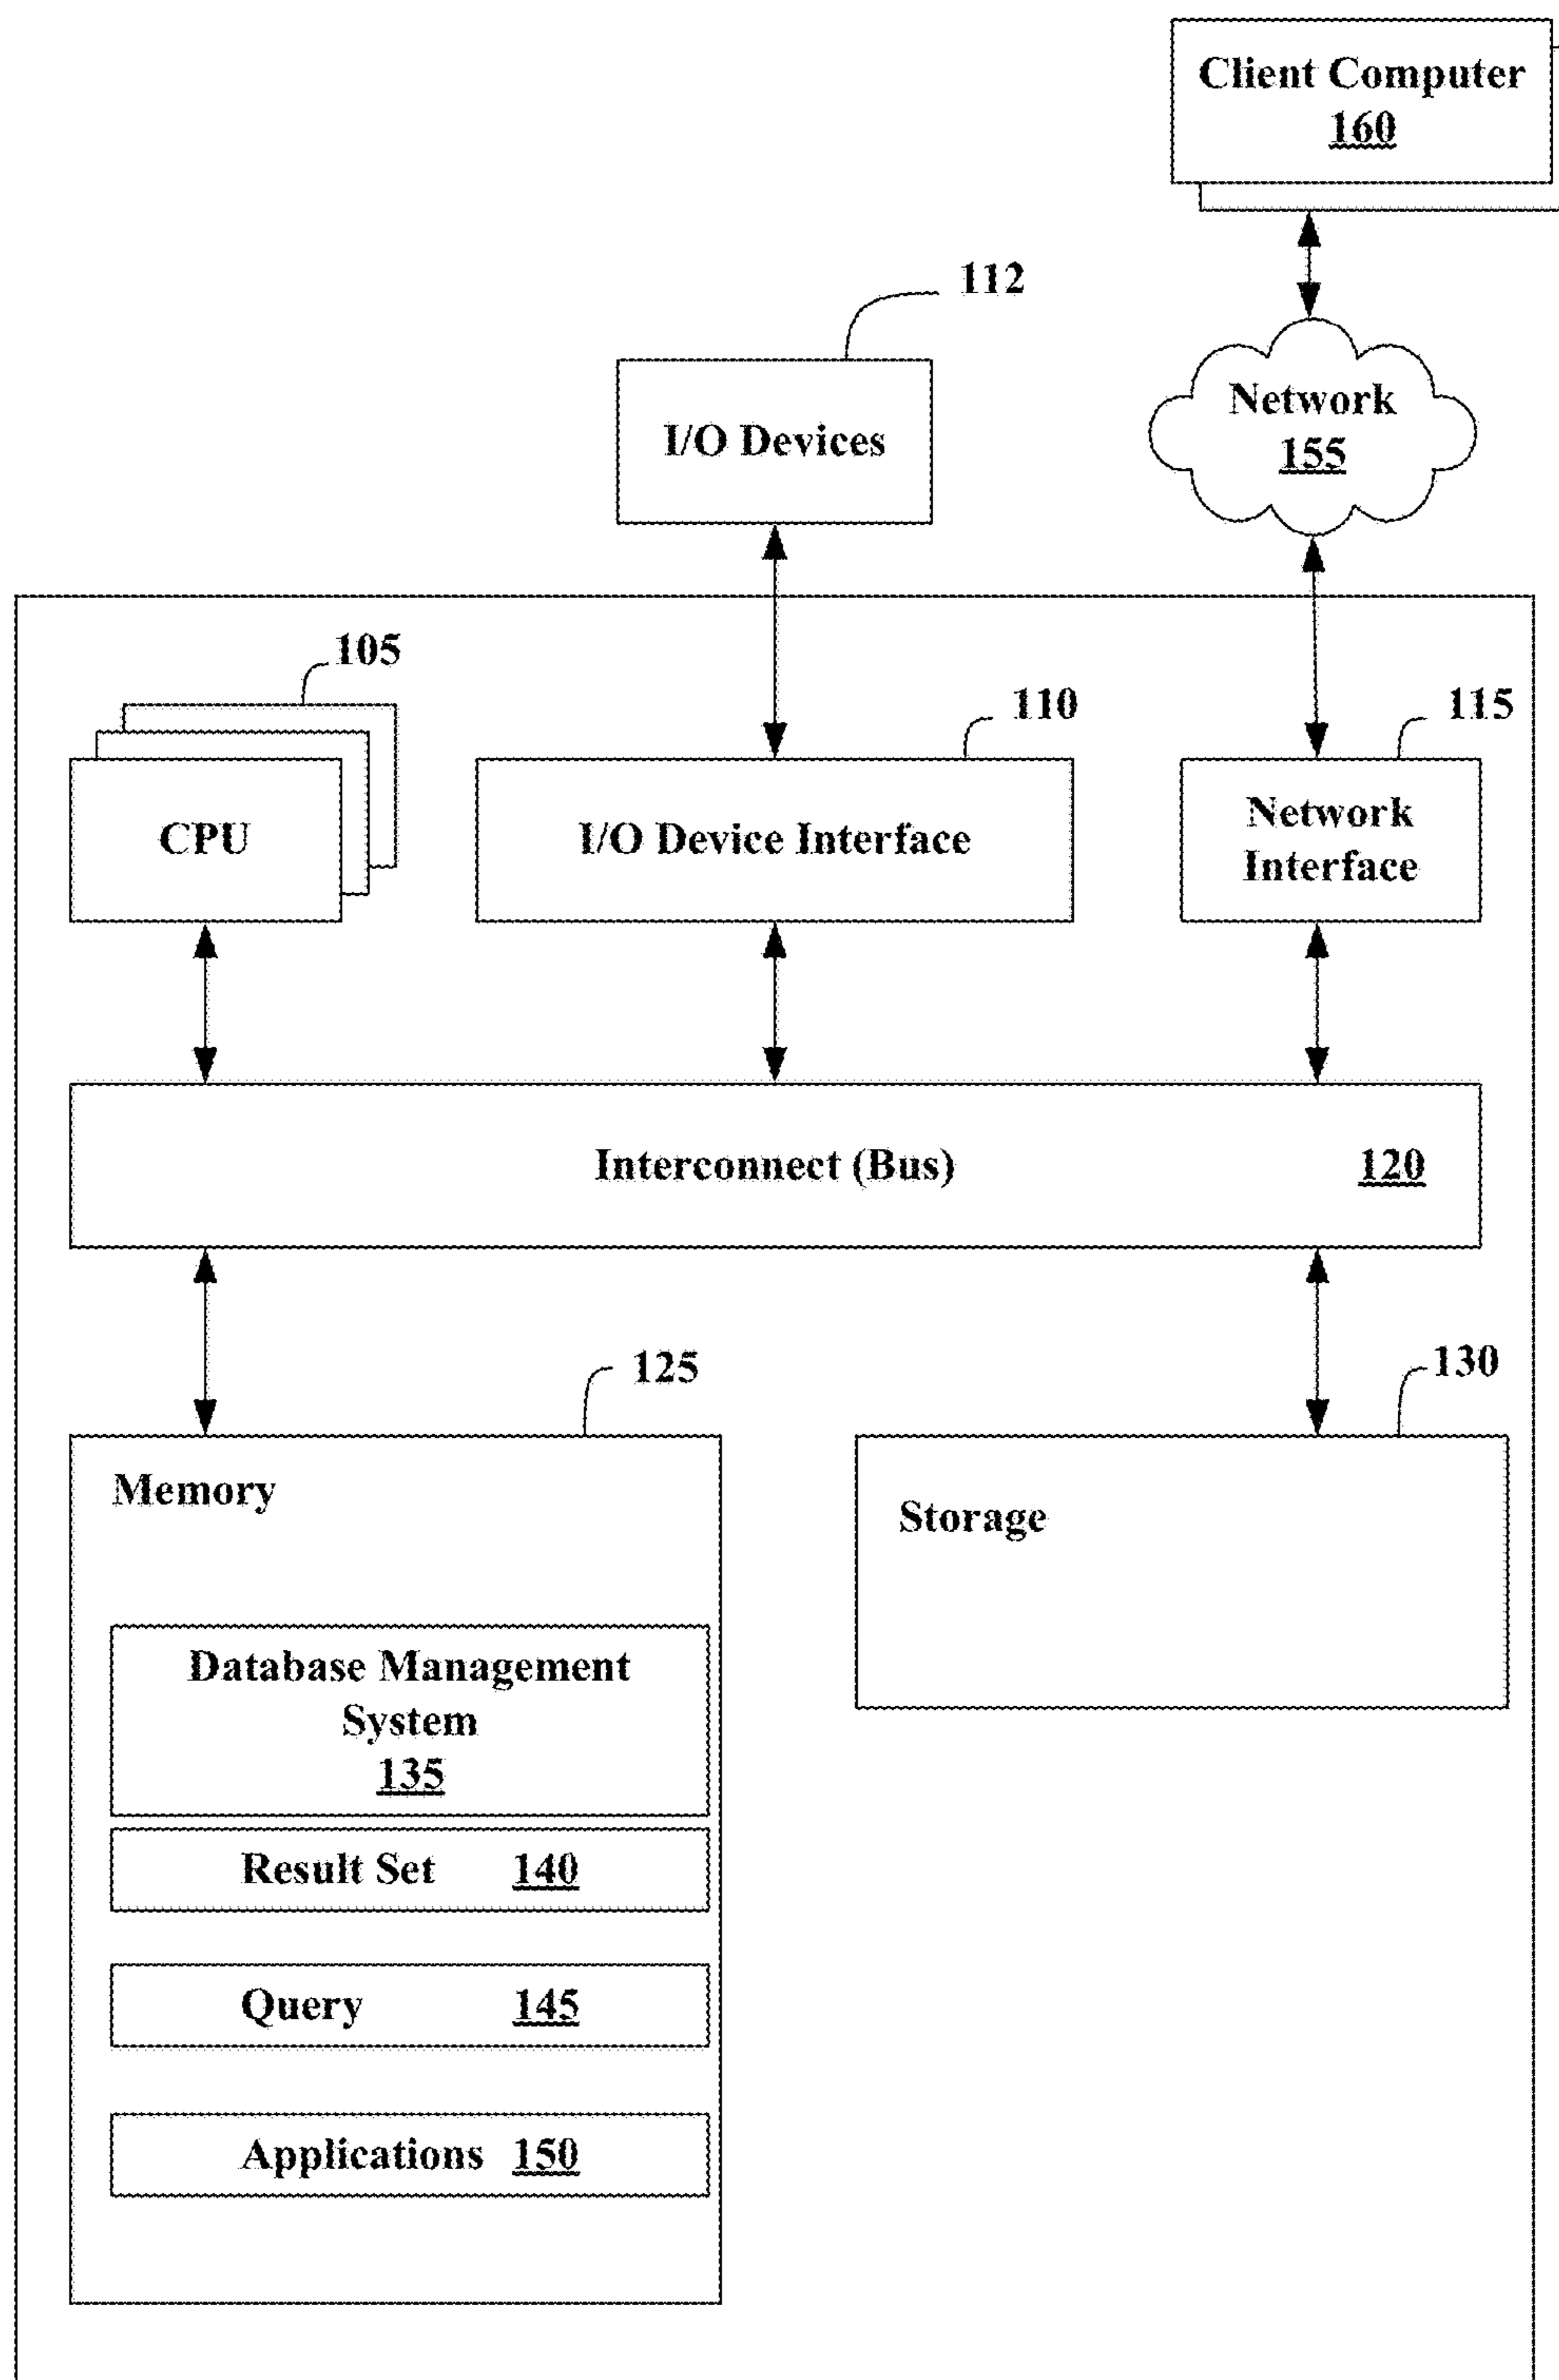 Client Computer
160
112
I/O Devices
Network
155
105
110
115
CPU
I/O Device Interface
Network
Interface
Interconnect (Bus)
120
125
130
Memory
Storage
Database Management
System
135
Result Set 140
Query 145
Applications 150